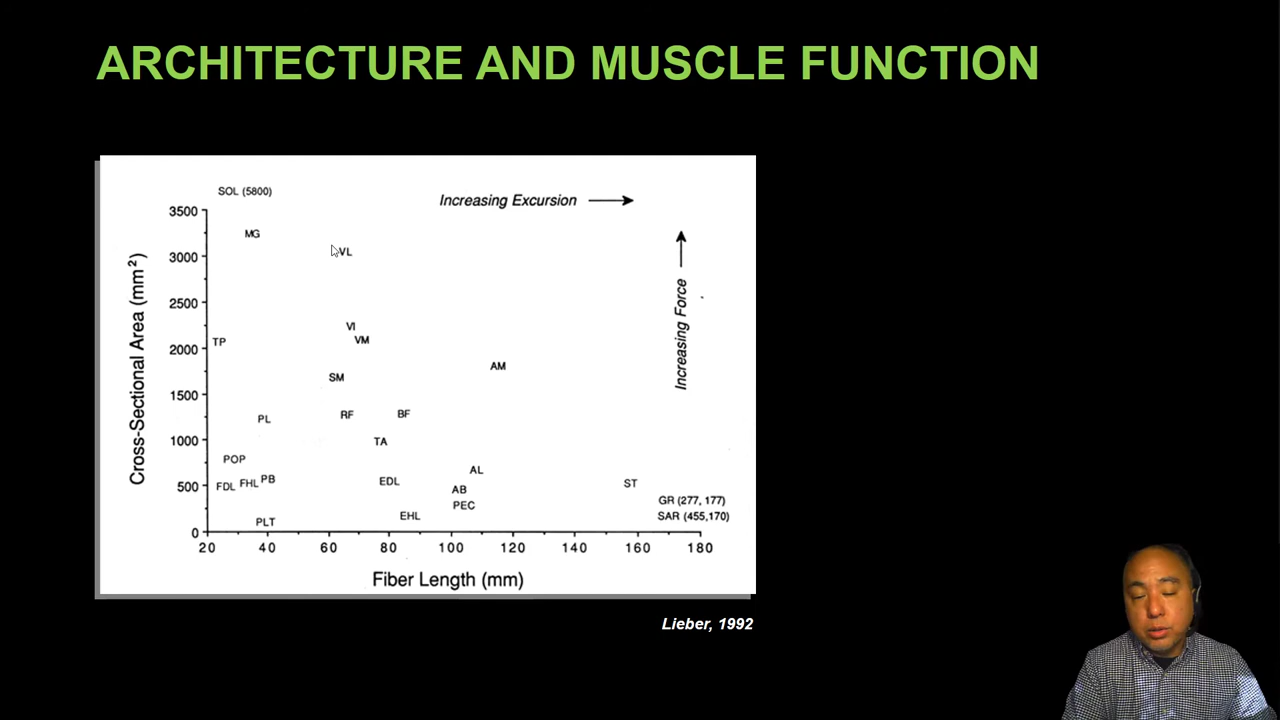 ARCHITECTURE AND MUSCLE FUNCTION
SOL (5800)
Increasing Excursion
3500
MG
3000
VL
2500
VI
VM
TP
2000
AM
SM
1500
RF
BF
PL
TA
1000
POP
AL
FDL
FHL
PB
500
EDL
AB
ST
PEC
GR (277, 177)
SAR (455,170)
PLT
EHL
0
20 40 60 80 100 120 140 160 180
Fiber Length (mm)
Cross-Sectional Area (mm²)
Increasing Force
Lieber, 1992